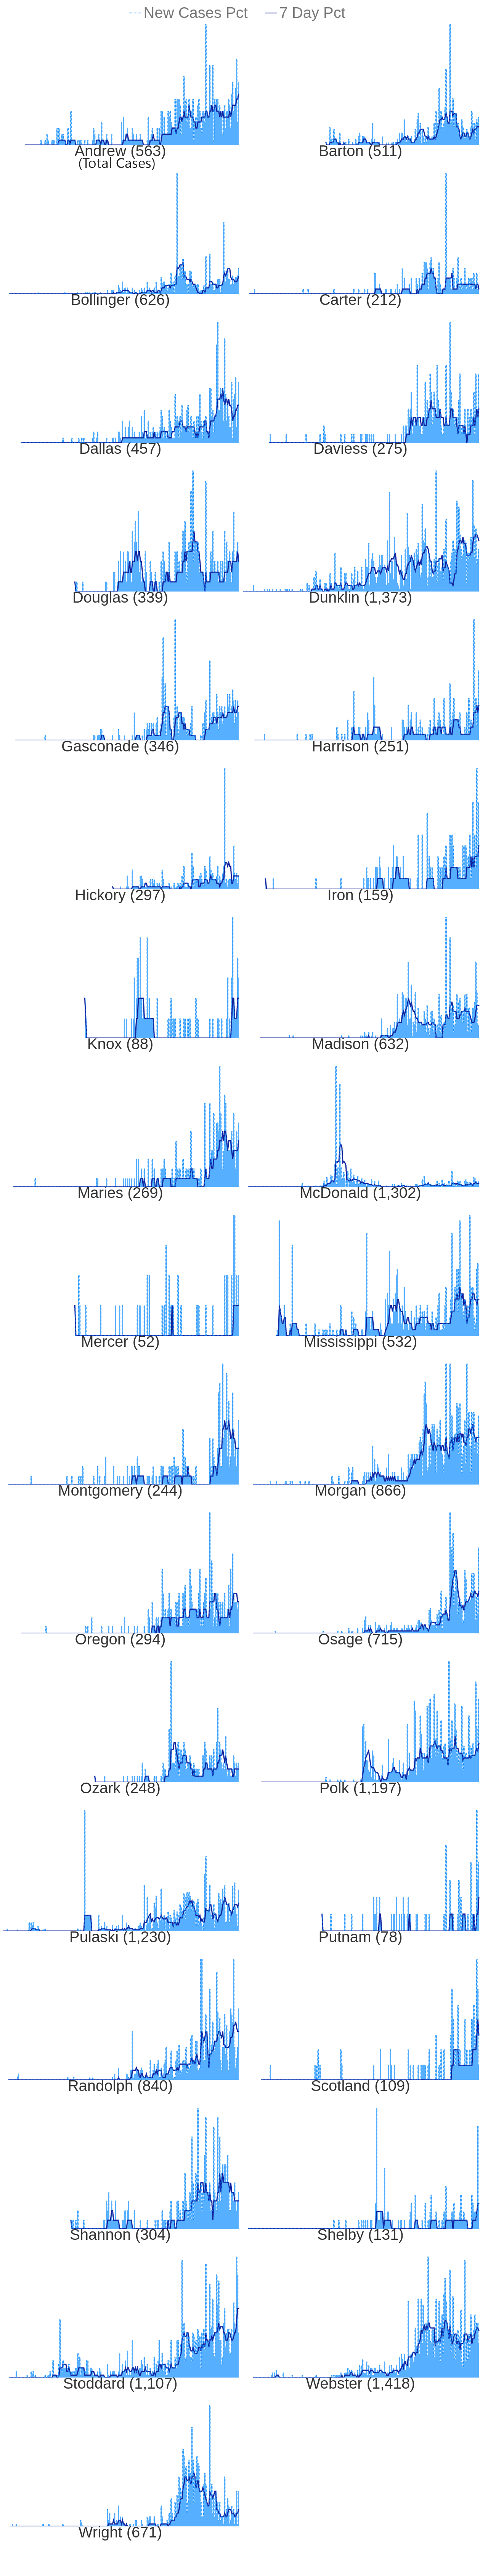 New Cases Pct 7 Day Pct
Andrew (563) Barton (511)
(Total Cases)
Bollinger (626) Carter (212)
Dallas (457) Daviess (275)
Douglas (339) Dunklin (1,373)
Gasconade (346) Harrison (251)
Hickory (297) Iron (159)
Knox (88) Madison (632)
Maries (269) McDonald (1,302)
Mercer (52) Mississippi (532)
Montgomery (244) Morgan (866)
Oregon (294) Osage (715)
Ozark (248) Polk (1,197)
Pulaski (1,230) Putnam (78)
Randolph (840) Scotland (109)
Shannon (304) Shelby (131)
Stoddard (1,107) Webster (1,418)
Wright (671)